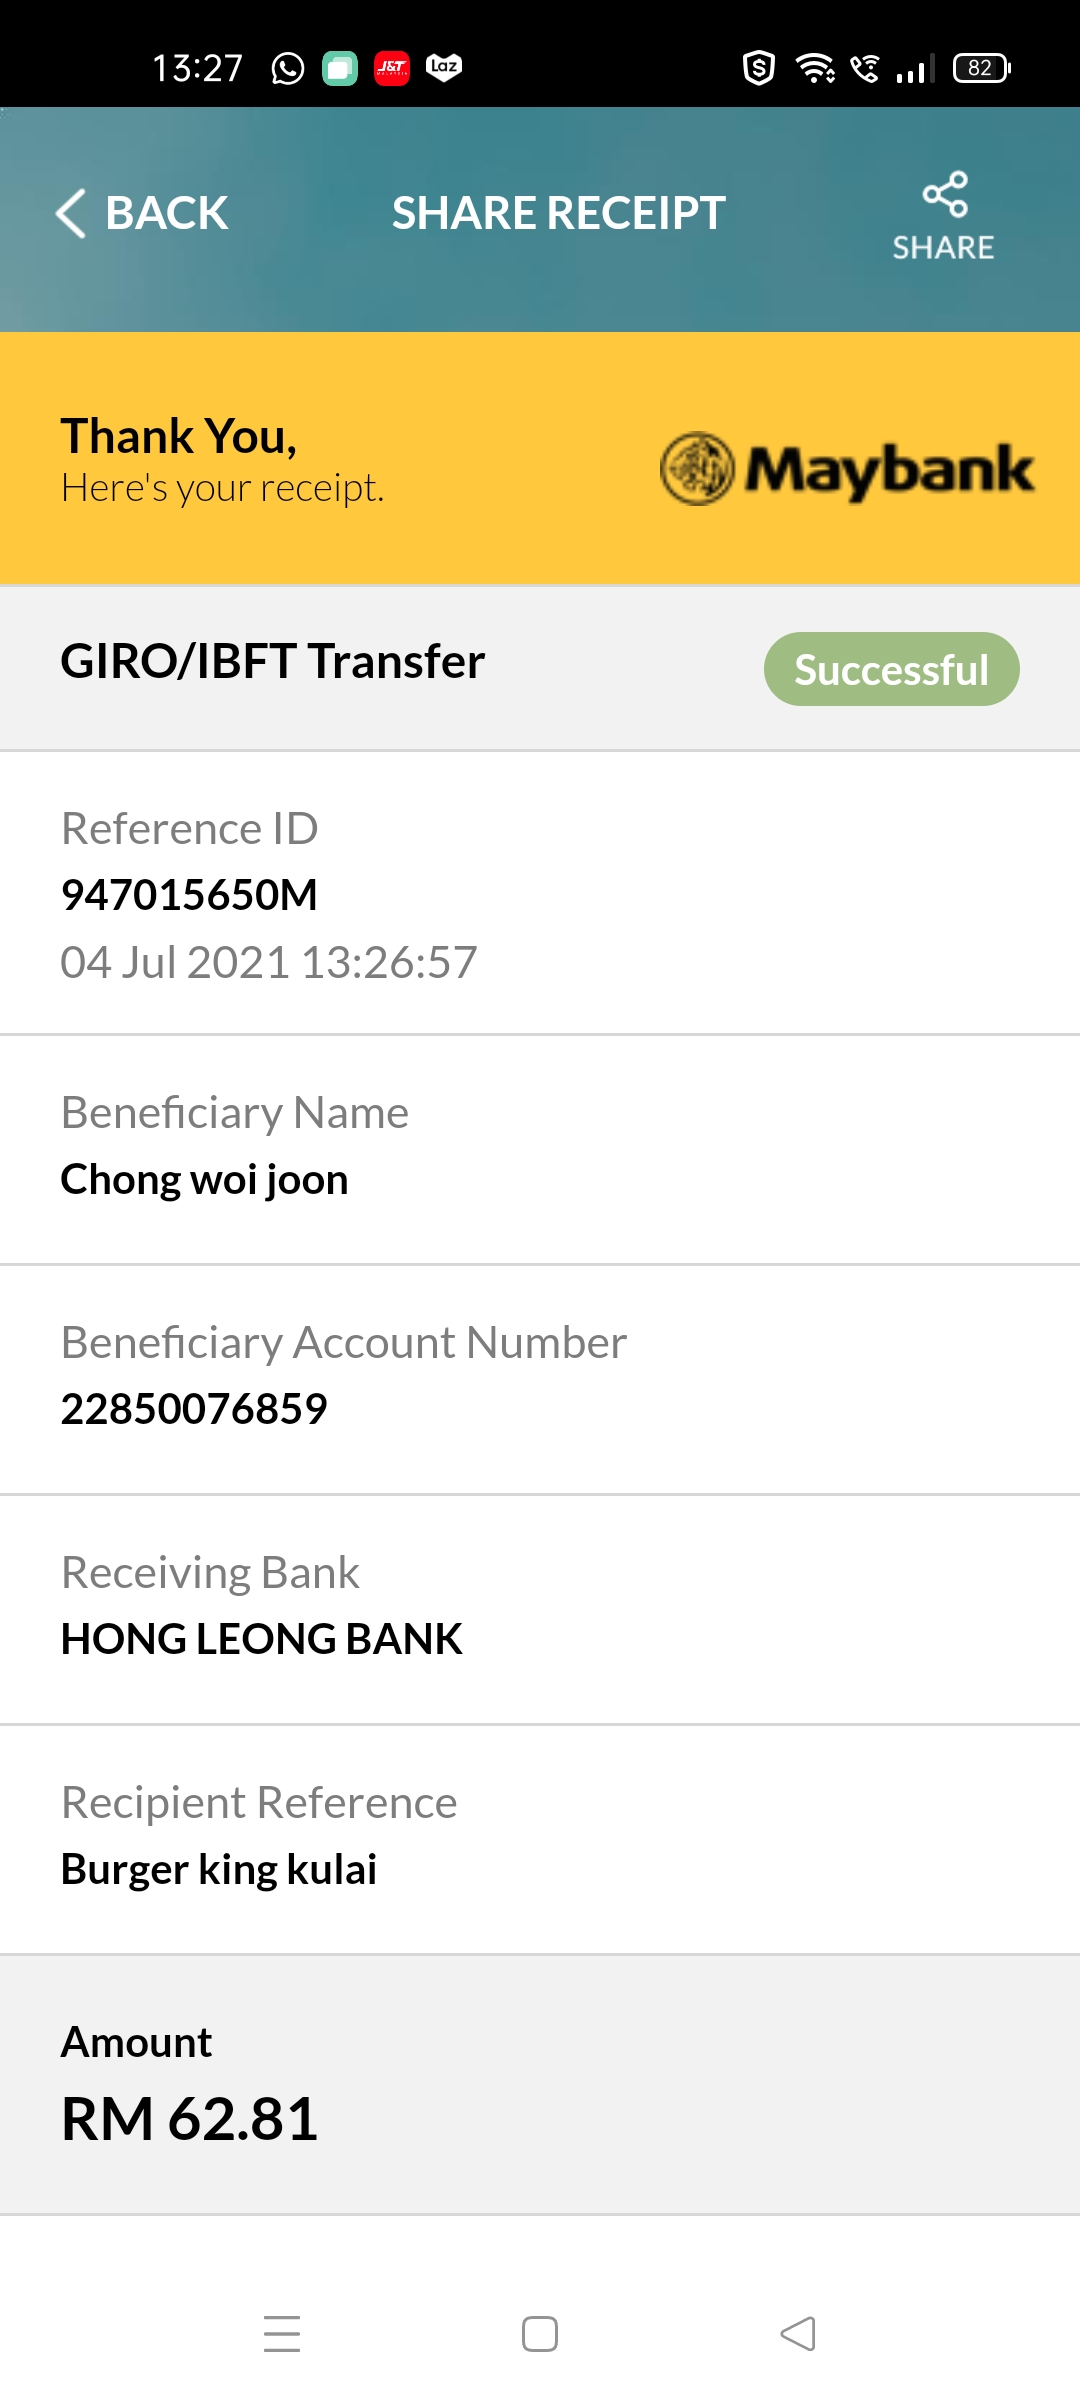 13:27 J&T MALAYSIA Laz 82
BACK SHARE RECEIPT SHARE
Thank You,
Here's your receipt.
Maybank
GIRO/IBFT Transfer Successful
Reference ID
947015650M
04 Jul 2021 13:26:57
Beneficiary Name
Chong woi joon
Beneficiary Account Number
22850076859
Receiving Bank
HONG LEONG BANK
Recipient Reference
Burger king kulai
Amount
RM 62.81